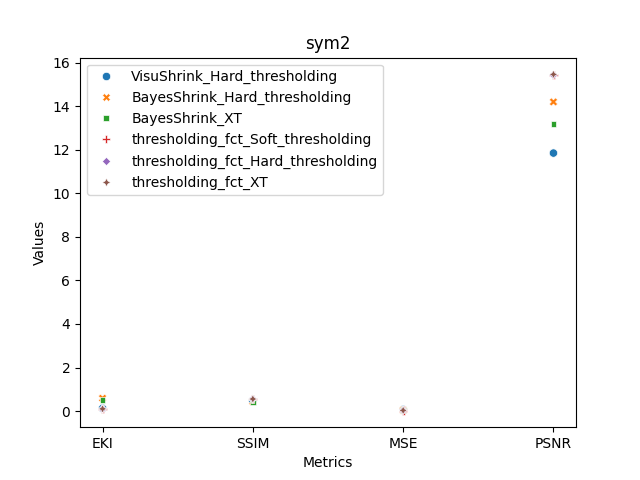 sym2
16
14
12
10
8
6
4
2
0
Values
VisuShrink_Hard_thresholding
BayesShrink_Hard_thresholding
BayesShrink_XT
thresholding_fct_Soft_thresholding
thresholding_fct_Hard_thresholding
thresholding_fct_XT
EKI SSIM MSE PSNR
Metrics